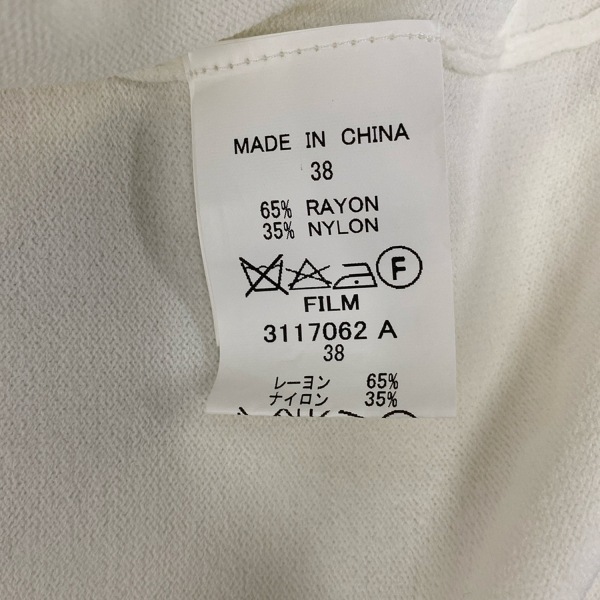 MADE IN CHINA
38
65% RAYON
35% NYLON
F
FILM
3117062 A
38
レーヨン 65%
ナイロン 35%